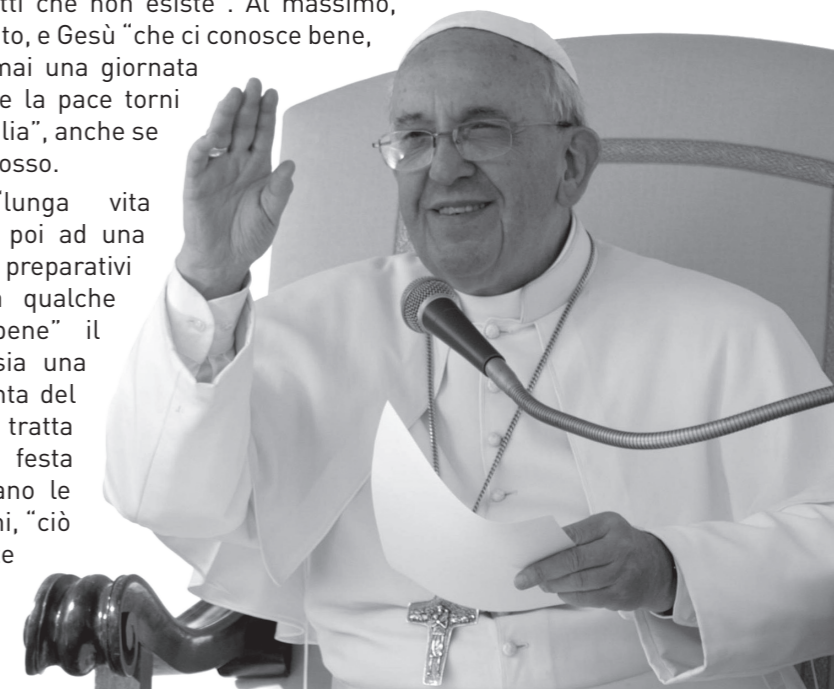 tti che non esiste". Al massimo,
to, e Gesù "che ci conosce bene,
mai una giornata
e la pace torni
lia", anche se
osso.
"lunga vita
poi ad una
preparativi
qualche
bene" il
sia una
nta del
tratta
festa
ano le
ni, "ciò
e